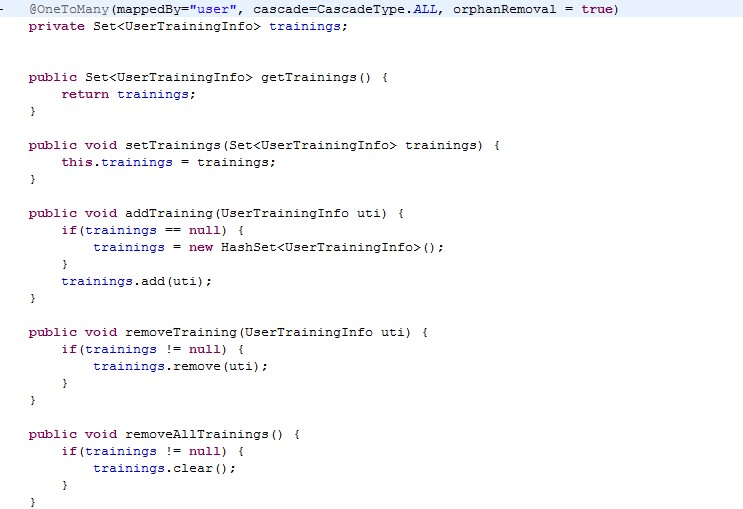 @OneToMany(mappedBy="user", cascade=CascadeType.ALL, orphanRemoval = true)
private Set<UserTrainingInfo> trainings;
public Set<UserTrainingInfo> getTrainings() {
return trainings;
}
public void setTrainings(Set<UserTrainingInfo> trainings) {
this.trainings = trainings;
}
public void addTraining(UserTrainingInfo uti) {
if(trainings == null) {
trainings = new HashSet<UserTrainingInfo>();
}
trainings.add(uti);
}
public void removeTraining(UserTrainingInfo uti) {
if(trainings != null) {
trainings.remove(uti);
}
}
public void removeAllTrainings() {
if(trainings != null) {
trainings.clear();
}
}